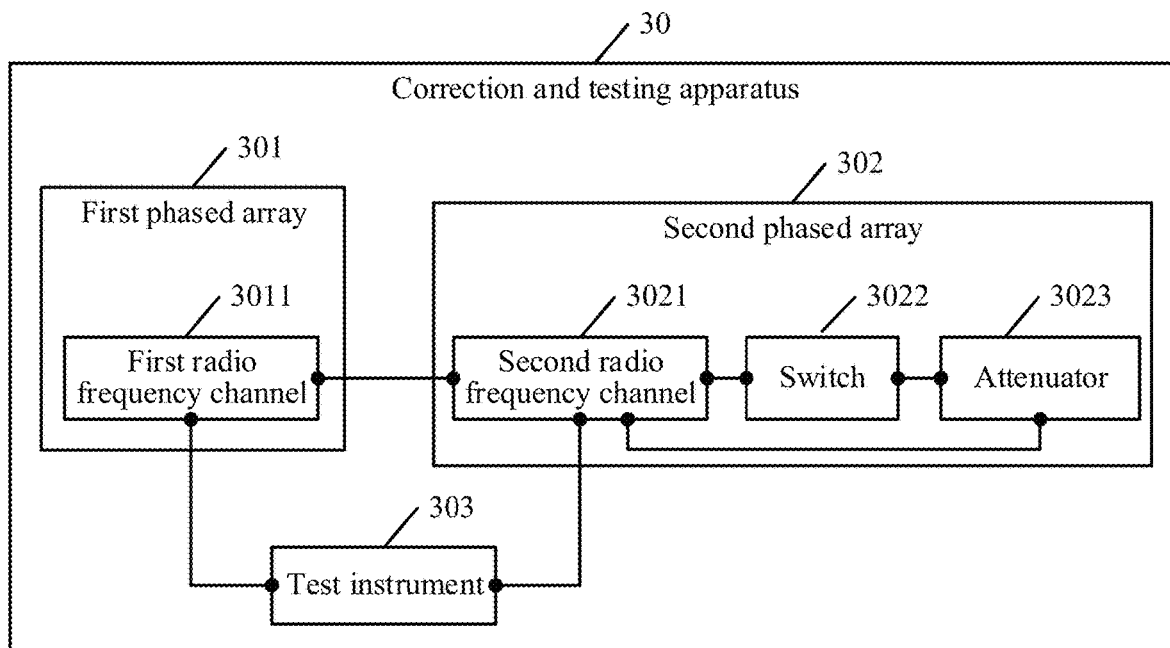 30
Correction and testing apparatus
301
First phased array
302
Second phased array
3011
First radio
frequency channel
3021
Second radio
frequency channel
3022
Switch
3023
Attenuator
303
Test instrument